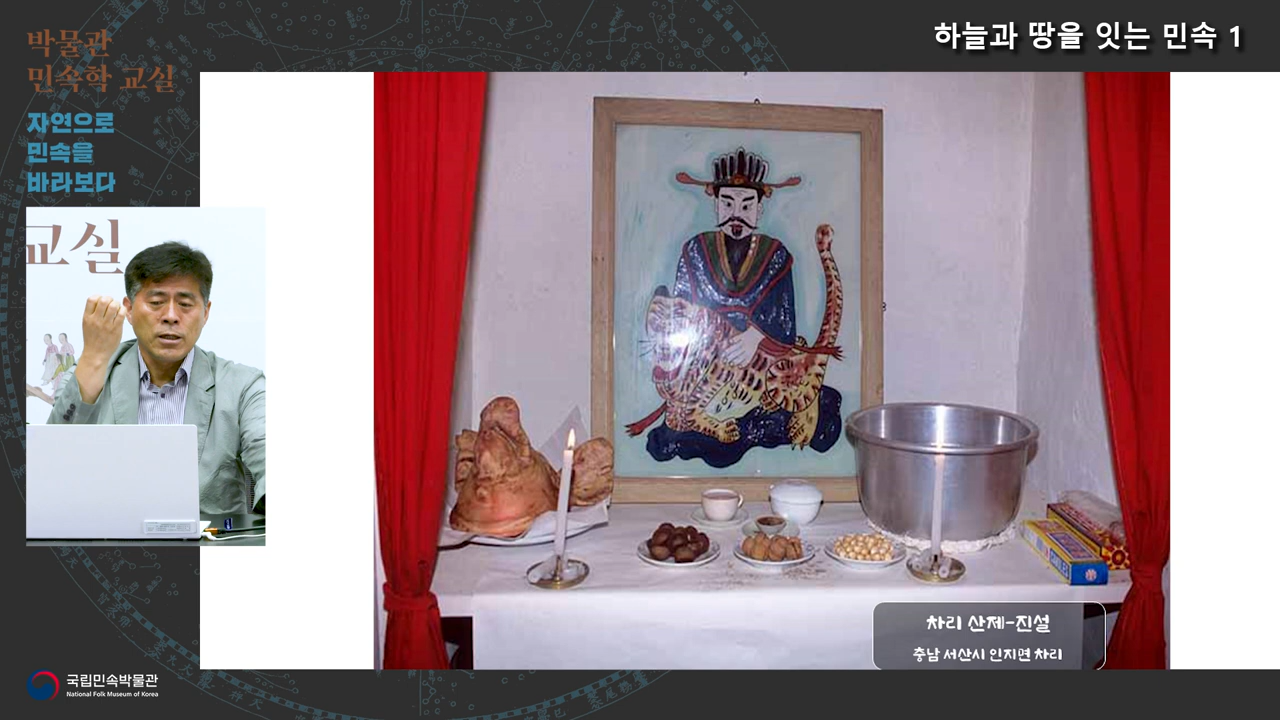 하늘과 땅을 잇는 민속 1
박물관
민속학 교실
자연으로
민속을
바라보다
교실
차리 산제-진설
충남 서산시 인지면 차리
국립민속박물관
National Folk Museum of Korea